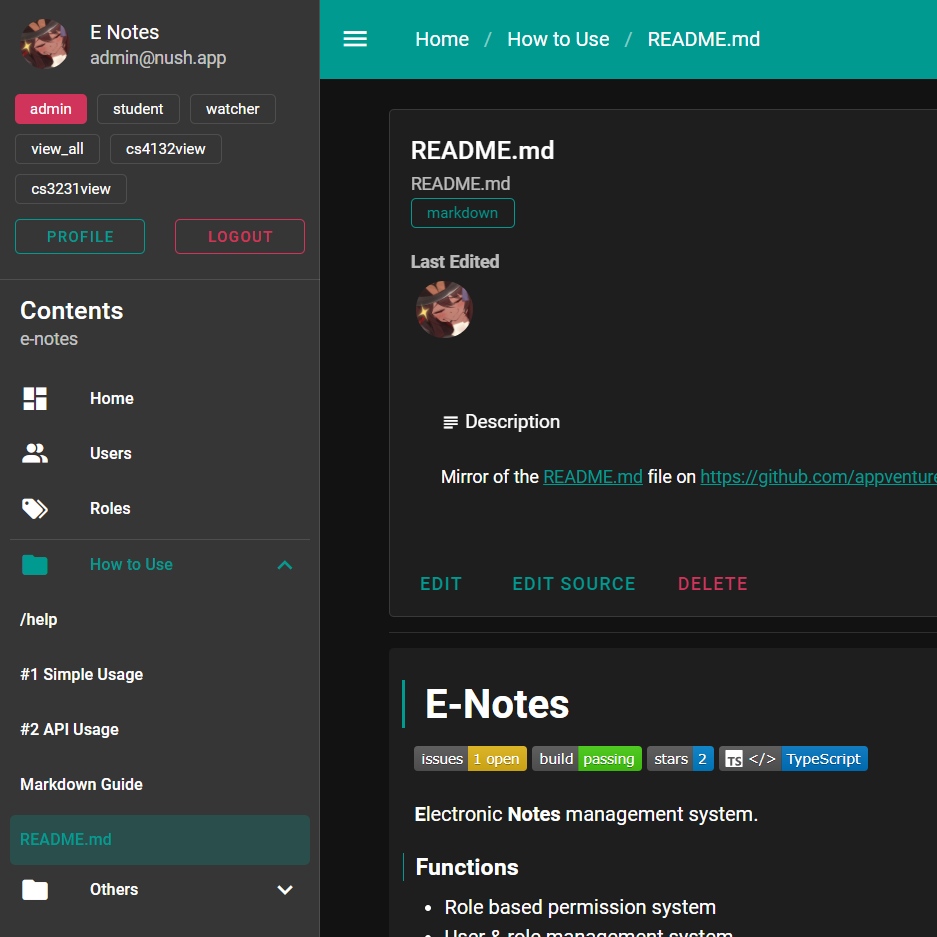 E Notes
admin@nush.app
admin student watcher
view_all cs4132view
cs3231view
PROFILE LOGOUT
Contents
e-notes
Home
Users
Roles
How to Use
/help
#1 Simple Usage
#2 API Usage
Markdown Guide
README.md
Others
Home / How to Use / README.md
README.md
README.md
markdown
Last Edited
Description
Mirror of the README.md file on https://github.com/appventure
EDIT EDIT SOURCE DELETE
E-Notes
issues 1 open build passing stars 2 TS </> TypeScript
Electronic Notes management system.
Functions
• Role based permission system
• User & role management system